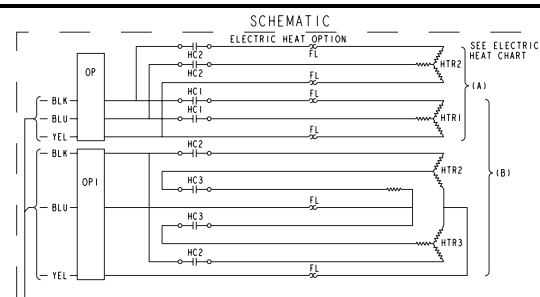 SCHEMATIC
ELECTRIC HEAT OPTION
SEE ELECTRIC
HEAT CHART
HC2
FL
OP
HC2
HTR2
FL
(A)
BLK
HC1
FL
BLU
HC1
HTR1
YEL
FL
BLK
HC2
HTR2
(B)
OP1
HC3
BLU
FL
HC3
HTR3
HC2
YEL
FL